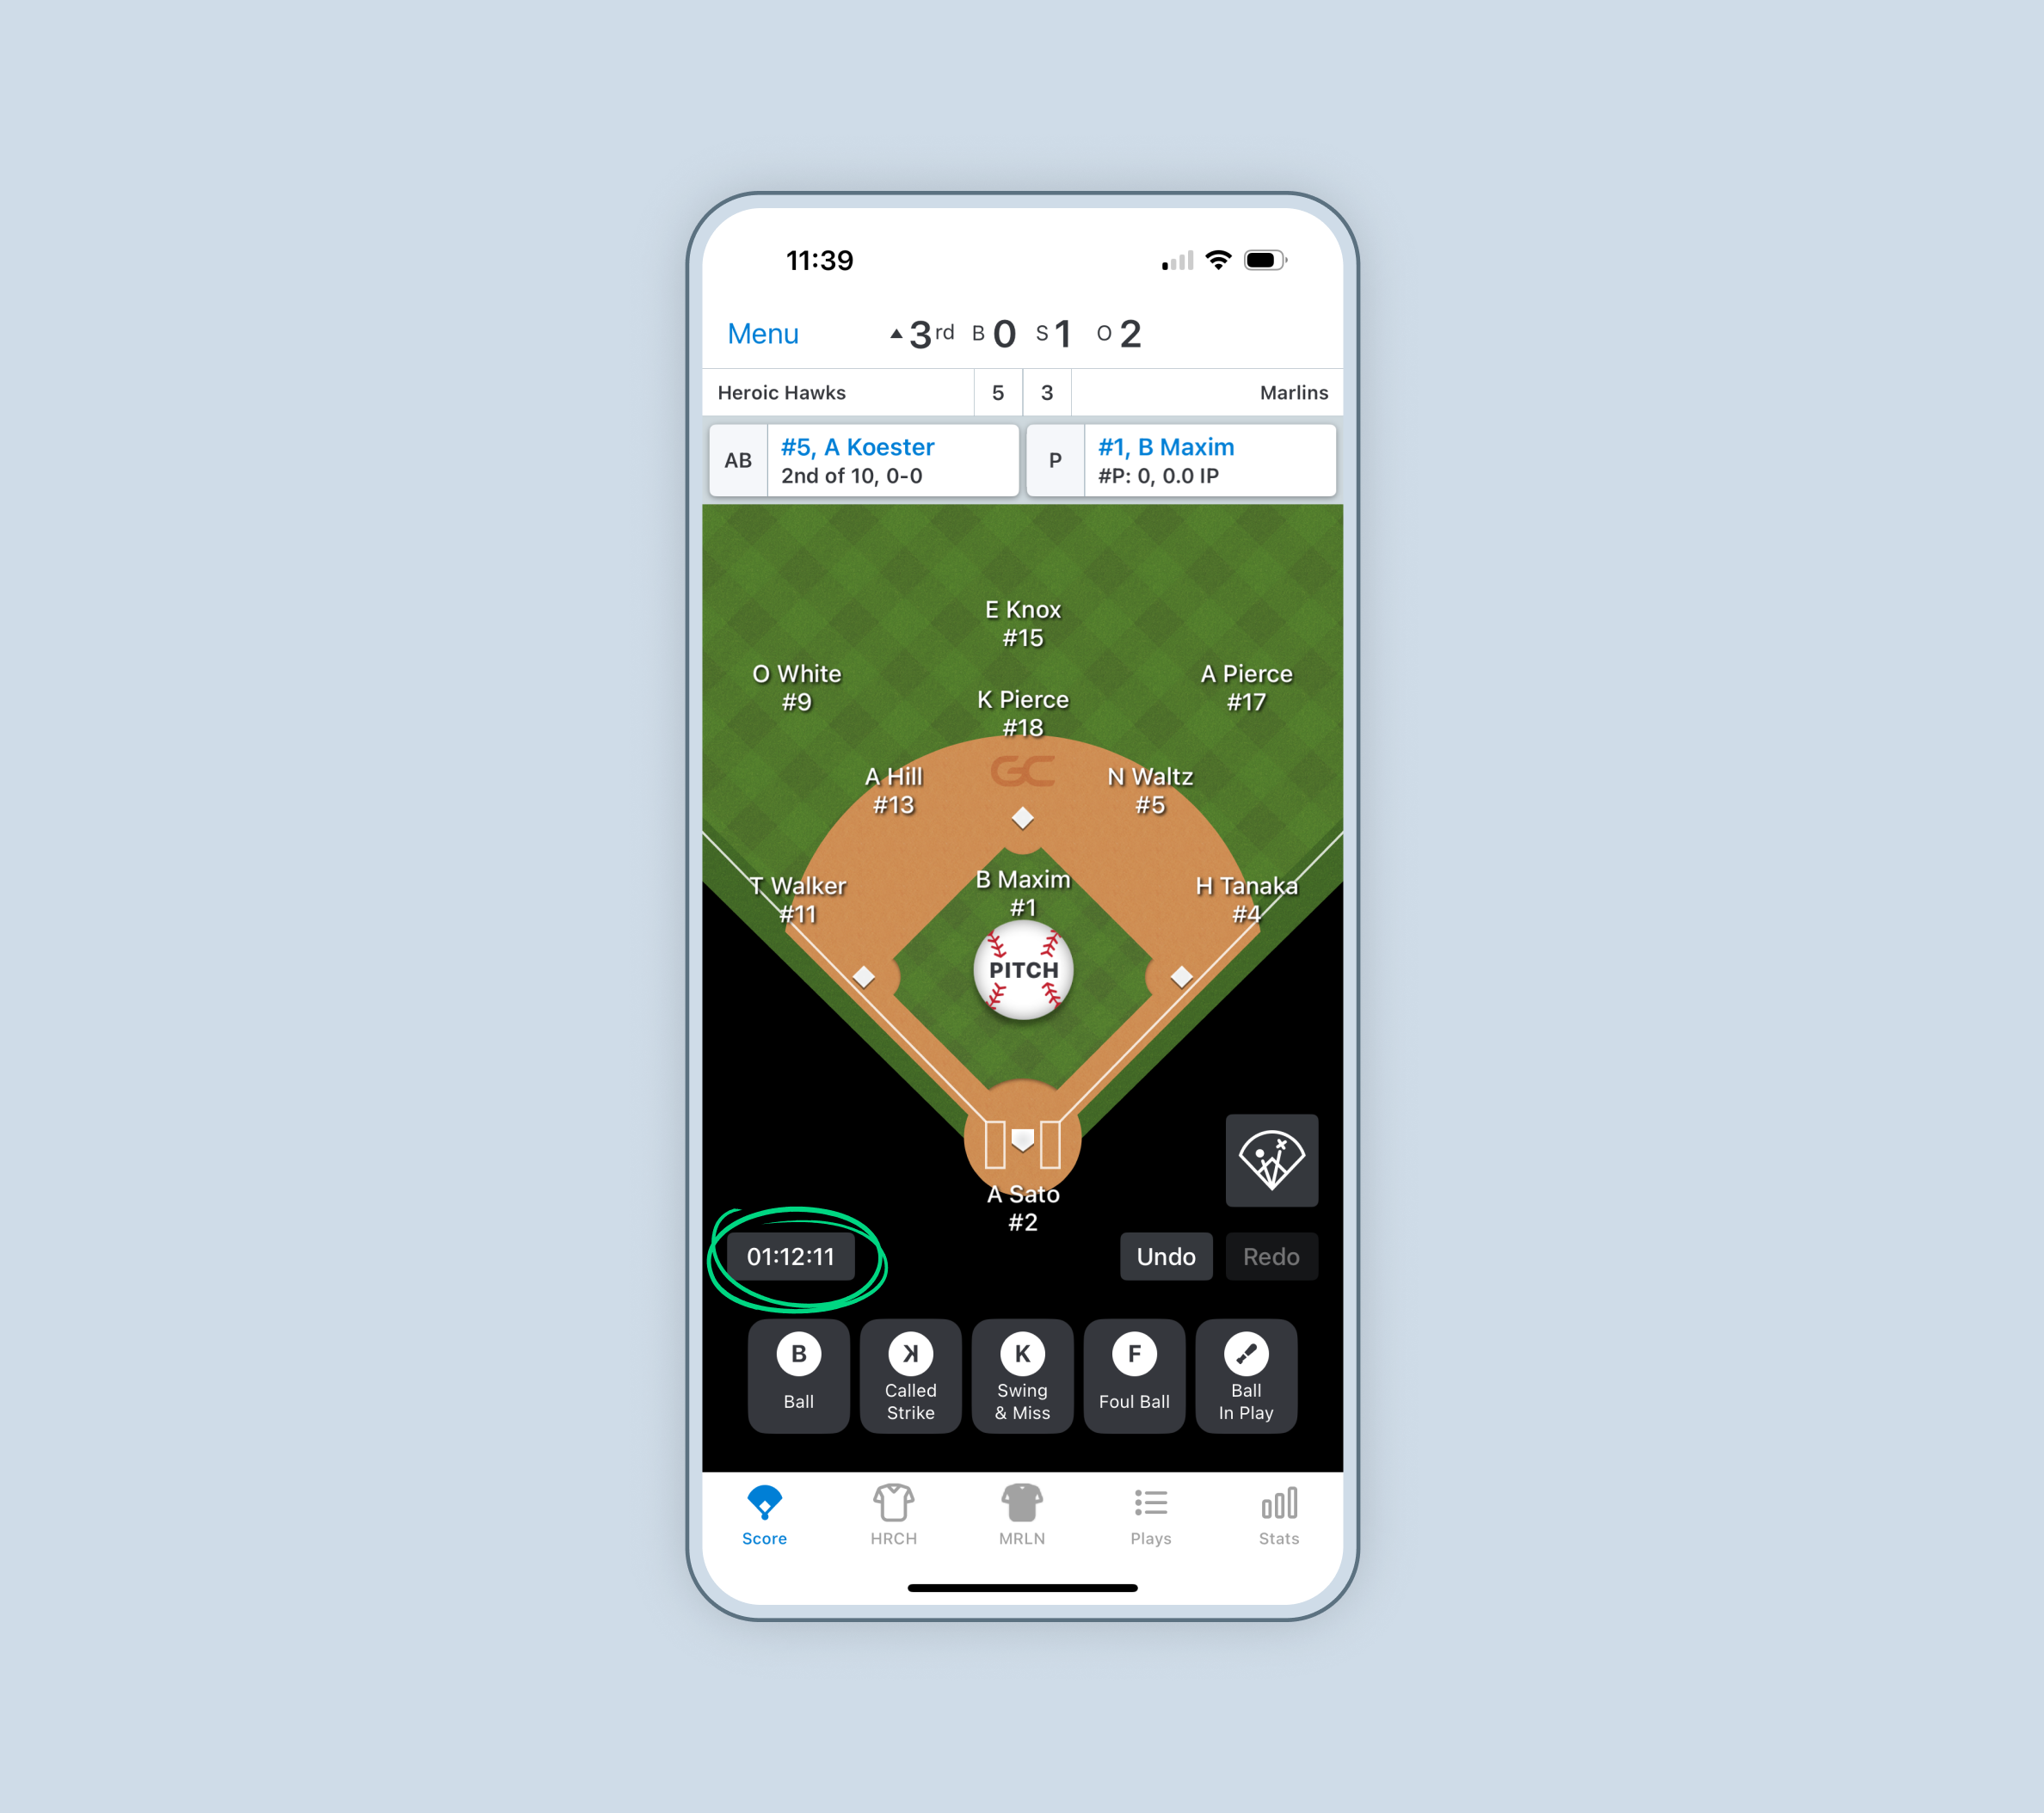 11:39
Menu
3rd B 0 S 1 O 2
Heroic Hawks 5 3 Marlins
AB
#5, A Koester
2nd of 10, 0-0
P
#1, B Maxim
#P: 0, 0.0 IP
E Knox
#15
O White
#9
A Pierce
#17
K Pierce
#18
GC
A Hill
#13
N Waltz
#5
T Walker
#11
B Maxim
#1
H Tanaka
#4
PITCH
A Sato
#2
01:12:11
Undo
Redo
B
Ball
K
Called
Strike
K
Swing
& Miss
F
Foul Ball
Ball
In Play
Score
HRCH
MRLN
Plays
Stats